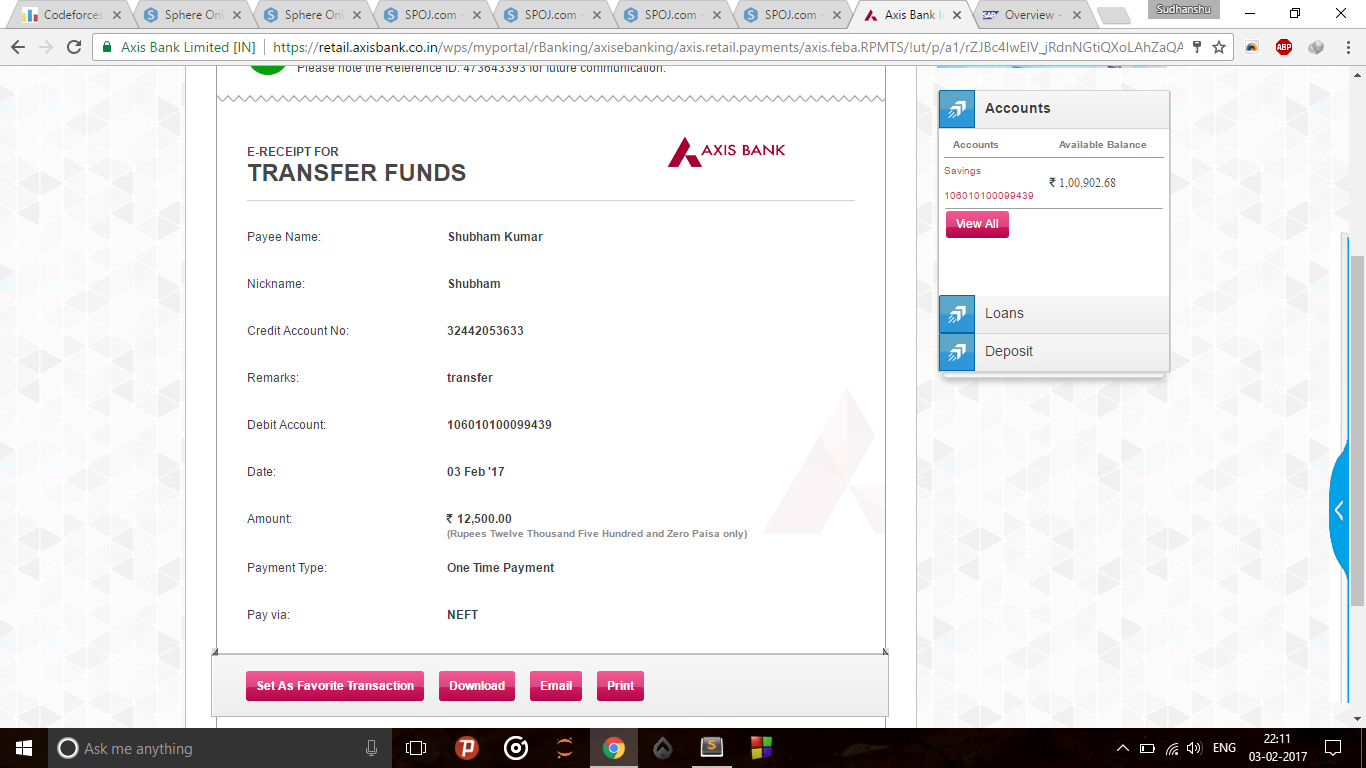 Codeforces
Sphere Onl
Sphere Onl
SPOJ.com -
SPOJ.com -
SPOJ.com -
SPOJ.com -
Axis Bank
Overview -
Sudhanshu
Axis Bank Limited [IN]
https://retail.axisbank.co.in/wps/myportal/rBanking/axisebanking/axis.retail.payments/axis.feba.RPMTS/!ut/p/a1/rZJBc4IwElV_jRdnNGtiQXoLAhZaQA
ABP
Please note the Reference ID: 473643393 for future communication.
E-RECEIPT FOR
TRANSFER FUNDS
AXIS BANK
Payee Name: Shubham Kumar
Nickname: Shubham
Credit Account No: 32442053633
Remarks: transfer
Debit Account: 106010100099439
Date: 03 Feb '17
Amount: ₹ 12,500.00
(Rupees Twelve Thousand Five Hundred and Zero Paisa only)
Payment Type: One Time Payment
Pay via: NEFT
Set As Favorite Transaction
Download
Email
Print
Accounts
Accounts Available Balance
Savings
106010100099439
₹ 1,00,902.68
View All
Loans
Deposit
Ask me anything
ENG
22:11
03-02-2017